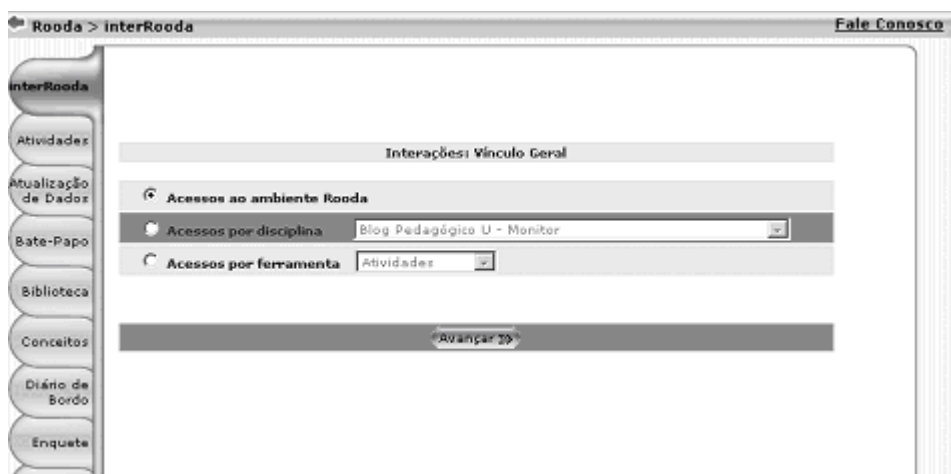 Rooda > interRooda
Fale Conosco
interRooda
Atividades
Atualização
de Dados
Bate-Papo
Biblioteca
Conceitos
Diário de
Bordo
Enquete
Interações: Vínculo Geral
Acessos ao ambiente Rooda
Acessos por disciplina Blog Pedagógico U - Monitor
Acessos por ferramenta Atividades
Avançar